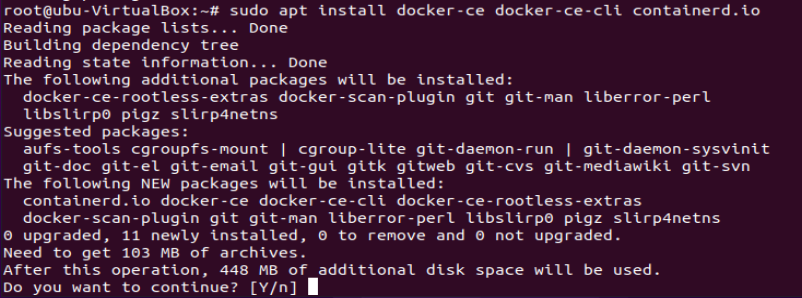 root@ubu-VirtualBox:~# sudo apt install docker-ce docker-ce-cli containerd.io
Reading package lists... Done
Building dependency tree
Reading state information... Done
The following additional packages will be installed:
  docker-ce-rootless-extras docker-scan-plugin git git-man liberror-perl
  libslirp0 pigz slirp4netns
Suggested packages:
  aufs-tools cgroupfs-mount | cgroup-lite git-daemon-run | git-daemon-sysvinit
  git-doc git-el git-email git-gui gitk gitweb git-cvs git-mediawiki git-svn
The following NEW packages will be installed:
  containerd.io docker-ce docker-ce-cli docker-ce-rootless-extras
  docker-scan-plugin git git-man liberror-perl libslirp0 pigz slirp4netns
0 upgraded, 11 newly installed, 0 to remove and 0 not upgraded.
Need to get 103 MB of archives.
After this operation, 448 MB of additional disk space will be used.
Do you want to continue? [Y/n]